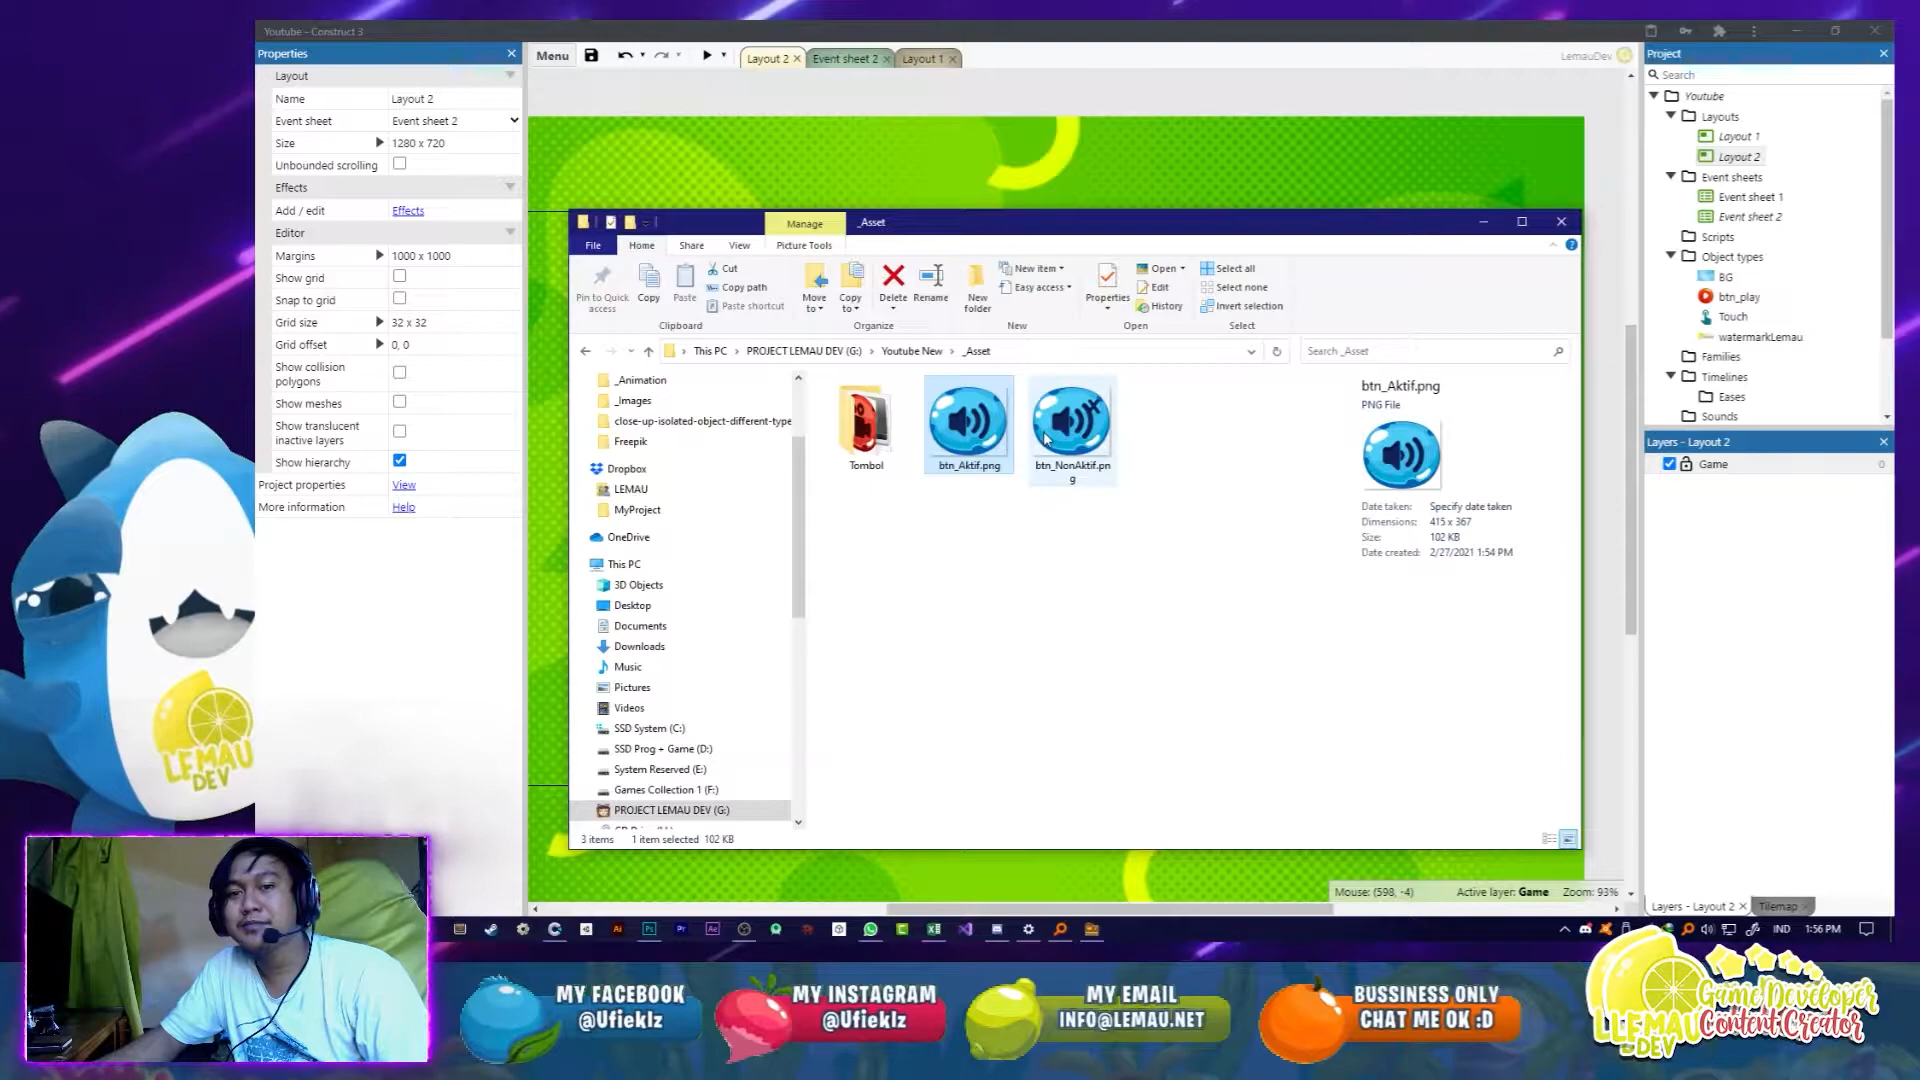 Youtube - Construct 3
Properties
Layout
Name Layout 2
Event sheet Event sheet 2
Size 1280 x 720
Unbounded scrolling
Effects
Add / edit Effects
Editor
Margins 1000 x 1000
Show grid
Snap to grid
Grid size 32 x 32
Grid offset 0, 0
Show collision
polygons
Show meshes
Show translucent
inactive layers
Show hierarchy
Project properties View
More information Help
Menu
Layout 2
Event sheet 2
Layout 1
LemauDev
Manage
_Asset
File
Home
Share
View
Picture Tools
Pin to Quick
access
Copy
Paste
Cut
Copy path
Paste shortcut
Clipboard
Move
to
Copy
to
Delete
Rename
Organize
New
folder
New item
Easy access
New
Properties
Open
Edit
History
Open
Select all
Select none
Invert selection
Select
This PC
PROJECT LEMAU DEV (G:)
Youtube New
_Asset
Search _Asset
_Animation
_Images
close-up-isolated-object-different-type
Freepik
Dropbox
LEMAU
MyProject
OneDrive
This PC
3D Objects
Desktop
Documents
Downloads
Music
Pictures
Videos
SSD System (C:)
SSD Prog + Game (D:)
System Reserved (E:)
Games Collection 1 (F:)
PROJECT LEMAU DEV (G:)
Tombol
btn_Aktif.png
btn_NonAktif.pn
g
btn_Aktif.png
PNG File
Date taken: Specify date taken
Dimensions: 415 x 367
Size: 102 KB
Date created: 2/27/2021 1:54 PM
3 items
1 item selected 102 KB
Mouse: (598, -4)
Active layer: Game
Zoom: 93%
Project
Search
Youtube
Layouts
Layout 1
Layout 2
Event sheets
Event sheet 1
Event sheet 2
Scripts
Object types
BG
btn_play
Touch
watermarkLemau
Families
Timelines
Eases
Sounds
Layers - Layout 2
Game 0
Layers - Layout 2
Tilemap
Ai
Ps
Pr
Ae
IND
1:56 PM
LEMAU
DEV
MY FACEBOOK
@Ufieklz
MY INSTAGRAM
@Ufieklz
MY EMAIL
INFO@LEMAU.NET
BUSSINESS ONLY
CHAT ME OK :D
LLEMAU
DEV
Game Developer
Content Creator